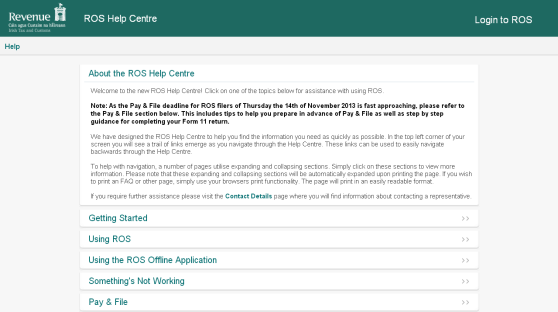 Revenue
Cáin agus Custaim na hÉireann
Irish Tax and Customs
ROS Help Centre
Login to ROS
Help
About the ROS Help Centre
Welcome to the new ROS Help Centre! Click on one of the topics below for assistance with using ROS.
Note: As the Pay & File deadline for ROS filers of Thursday the 14th of November 2013 is fast approaching, please refer to
the Pay & File section below. This includes tips to help you prepare in advance of Pay & File as well as step by step
guidance for completing your Form 11 return.
We have designed the ROS Help Centre to help you find the information you need as quickly as possible. In the top left corner of your
screen you will see a trail of links emerge as you navigate through the Help Centre. These links can be used to easily navigate
backwards through the Help Centre.
To help with navigation, a number of pages utilise expanding and collapsing sections. Simply click on these sections to view more
information. Please note that these expanding and collapsing sections will be automatically expanded upon printing the page. If you wish
to print an FAQ or other page, simply use your browsers print functionality. The page will print in an easily readable format.
If you require further assistance please visit the Contact Details page where you will find information about contacting a representative.
Getting Started
Using ROS
Using the ROS Offline Application
Something's Not Working
Pay & File